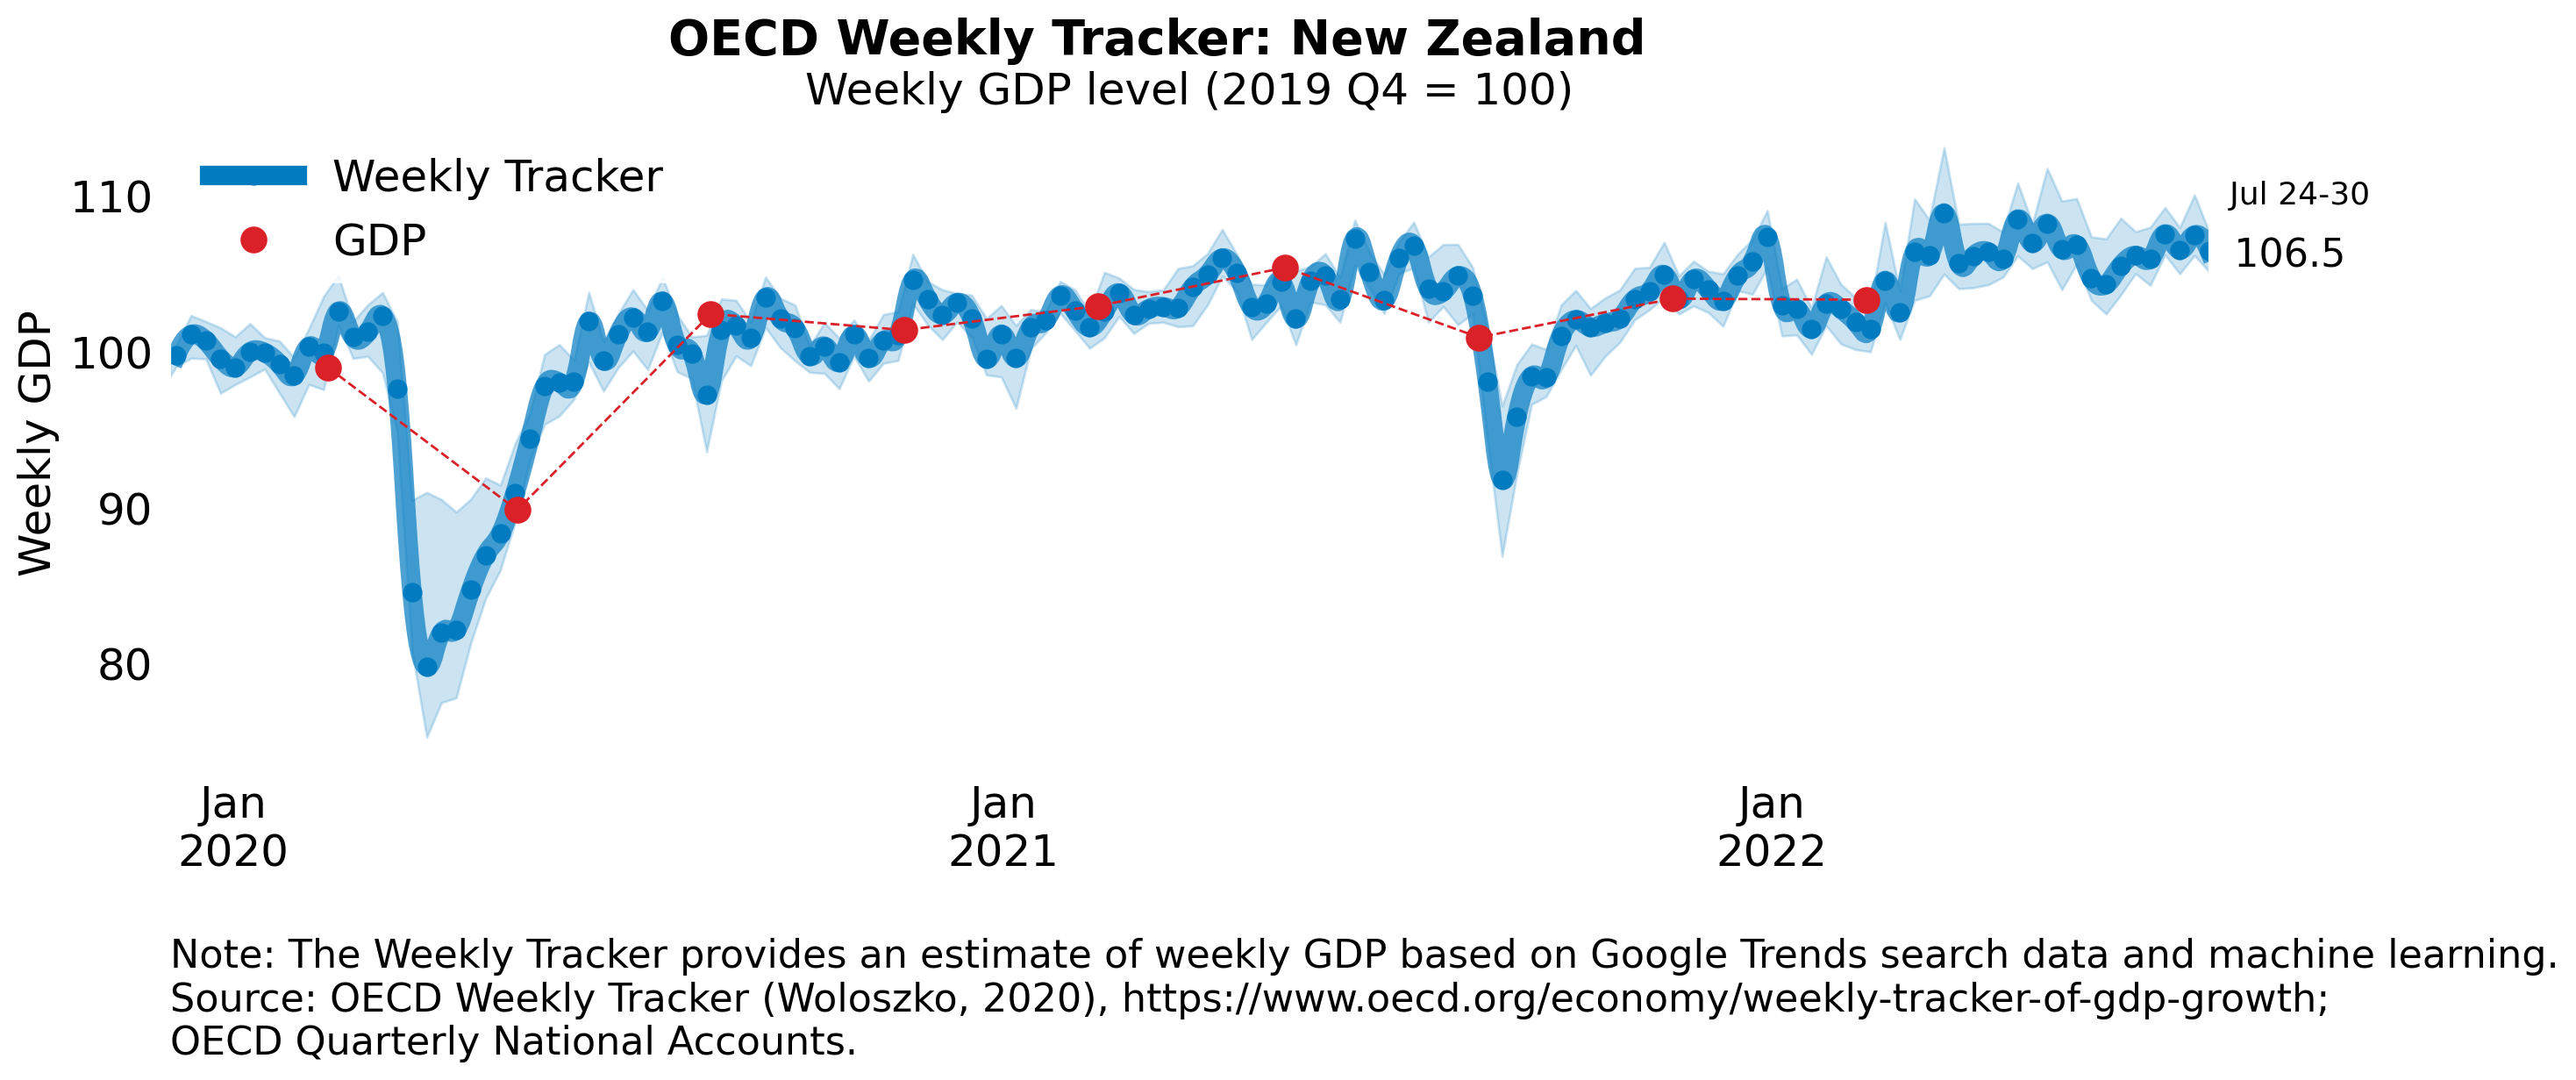 OECD Weekly Tracker: New Zealand
Weekly GDP level (2019 Q4 = 100)
Weekly Tracker
GDP
Jul 24-30
106.5
Weekly GDP
110
100
90
80
Jan
2020
Jan
2021
Jan
2022
Note: The Weekly Tracker provides an estimate of weekly GDP based on Google Trends search data and machine learning.
Source: OECD Weekly Tracker (Woloszko, 2020), https://www.oecd.org/economy/weekly-tracker-of-gdp-growth;
OECD Quarterly National Accounts.